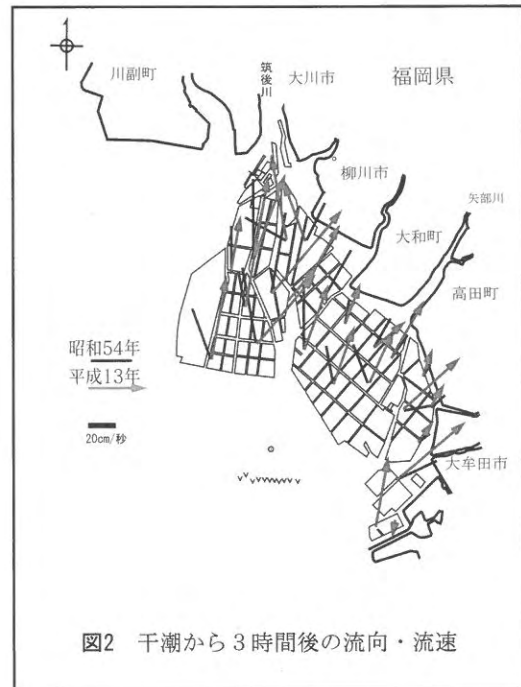 川副町
筑後川
大川市
福岡県
柳川市
矢部川
大和町
高田町
昭和54年
平成13年
20cm/秒
大牟田市
図2 干潮から3時間後の流向・流速